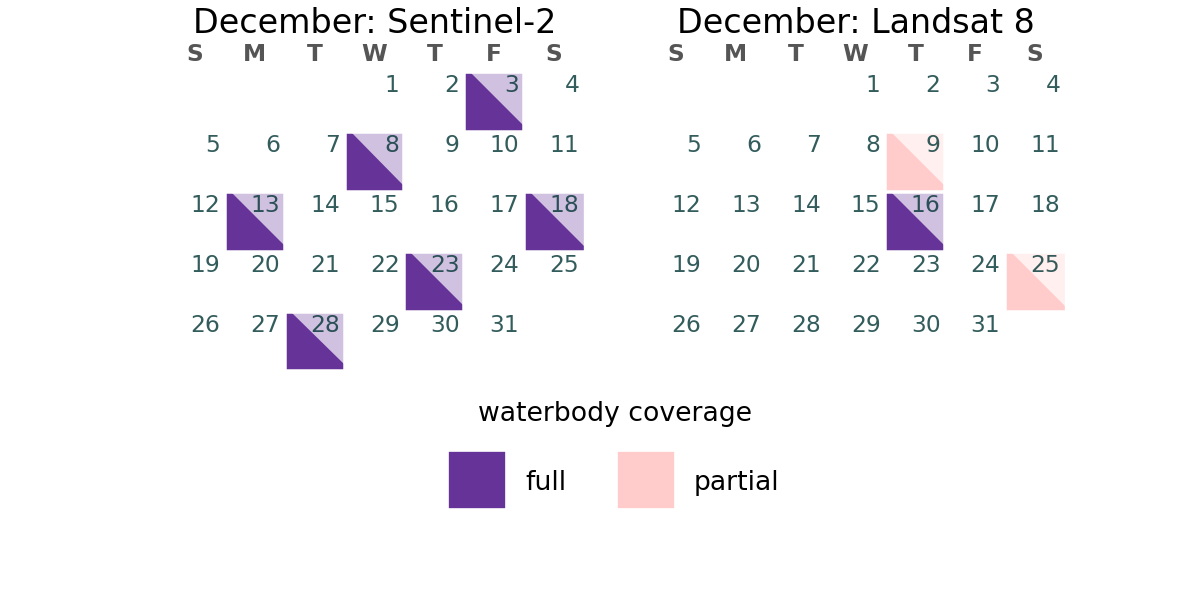 December: Sentinel-2
S M T W T F S
1 2 3 4
5 6 7 8 9 10 11
12 13 14 15 16 17 18
19 20 21 22 23 24 25
26 27 28 29 30 31
December: Landsat 8
S M T W T F S
1 2 3 4
5 6 7 8 9 10 11
12 13 14 15 16 17 18
19 20 21 22 23 24 25
26 27 28 29 30 31
waterbody coverage
full
partial